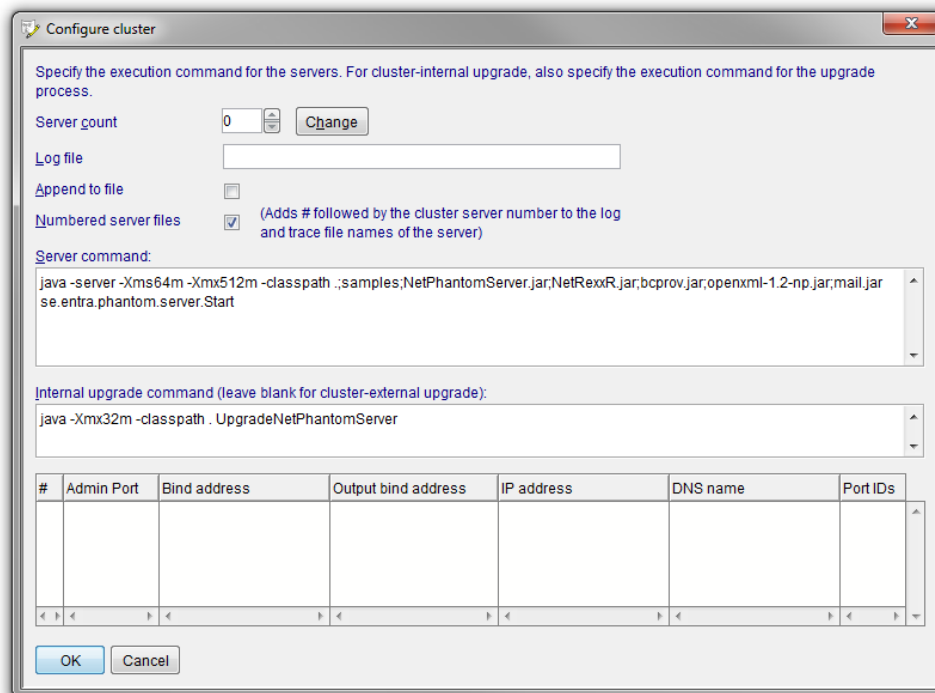 Configure cluster
Specify the execution command for the servers. For cluster-internal upgrade, also specify the execution command for the upgrade
process.
Server count 0 Change
Log file
Append to file
Numbered server files (Adds # followed by the cluster server number to the log
and trace file names of the server)
Server command:
java -server -Xms64m -Xmx512m -classpath .;samples;NetPhantomServer.jar;NetRexxR.jar;bcprov.jar;openxml-1.2-np.jar;mail.jar
se.entra.phantom.server.Start
Internal upgrade command (leave blank for cluster-external upgrade):
java -Xmx32m -classpath . UpgradeNetPhantomServer
# Admin Port Bind address Output bind address IP address DNS name Port IDs
OK Cancel